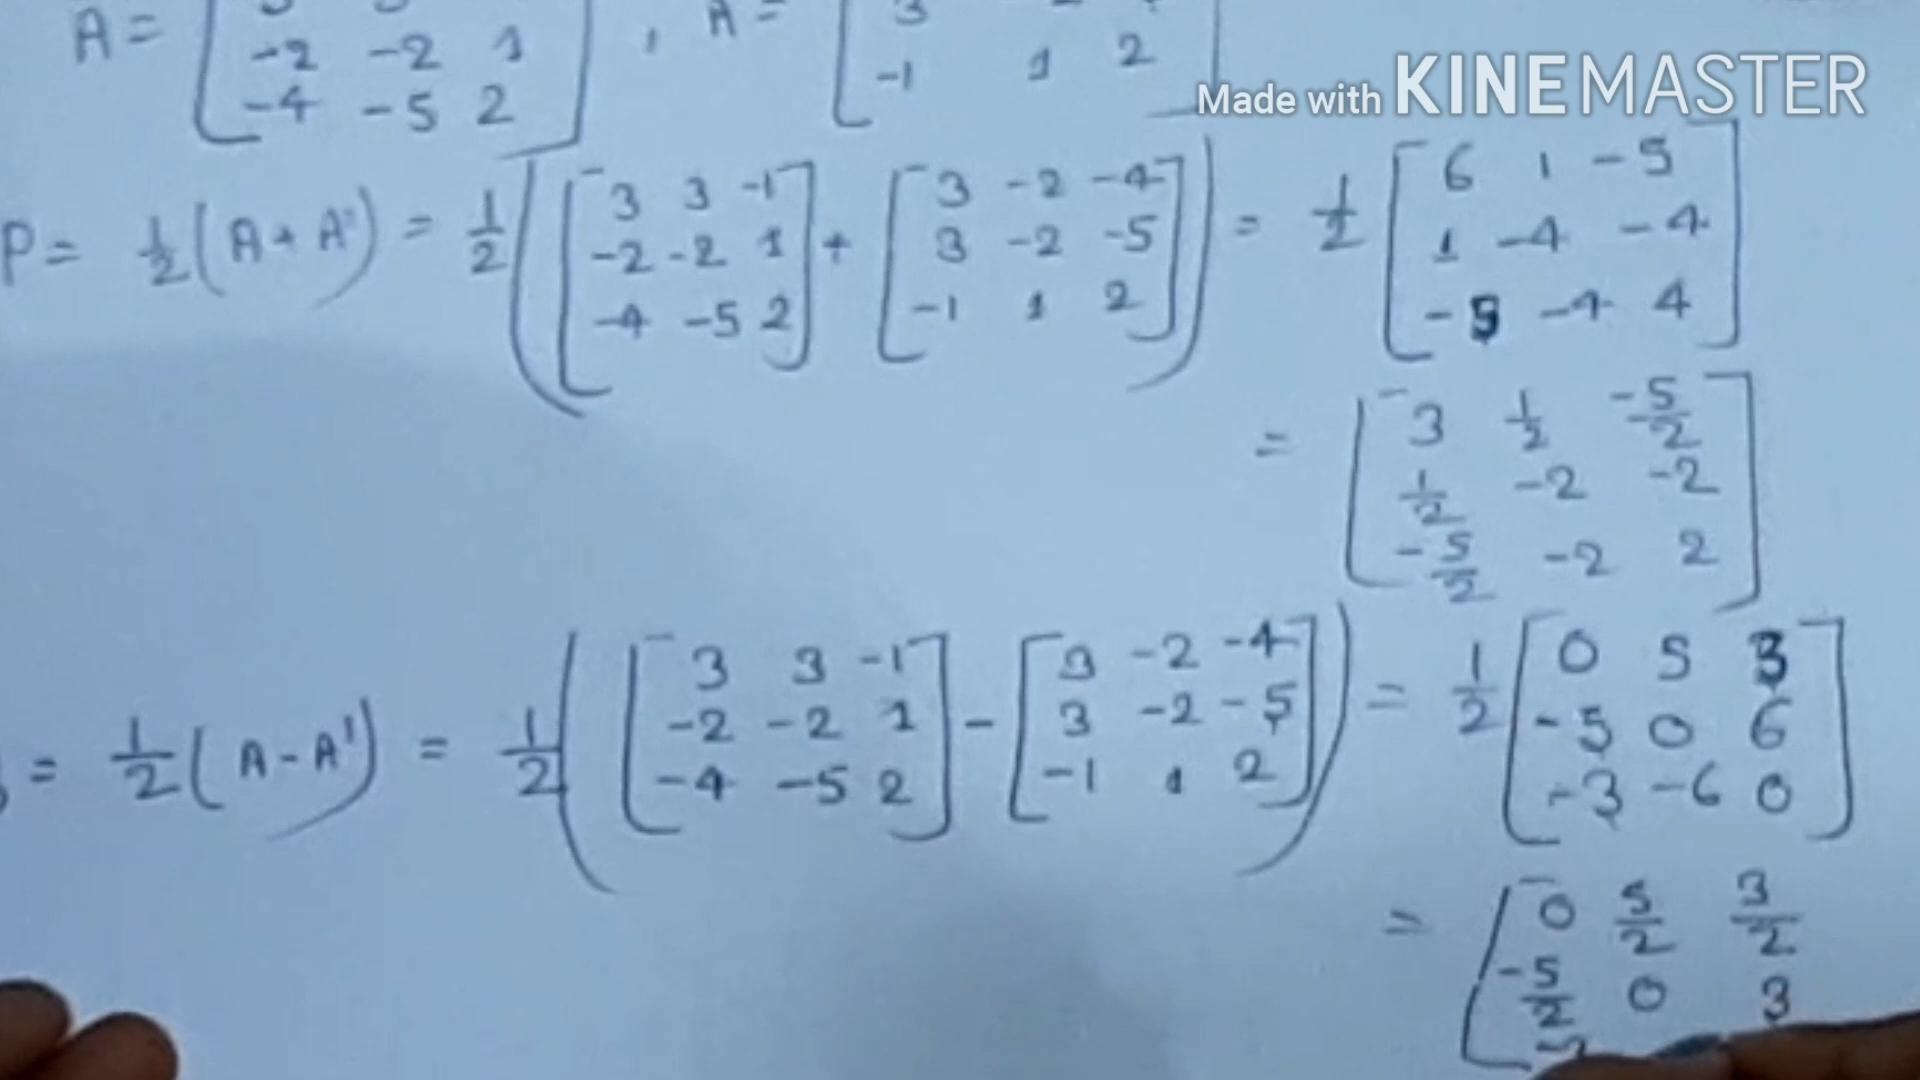 A = [ -2 -2 1 , A = [ 3
-4 -5 2 ] -1 1 2 ]
Made with KINEMASTER
P = 1/2 (A + A') = 1/2 ( [ 3 3 -1 ; -2 -2 1 ; -4 -5 2 ] + [ 3 -2 -4 ; 3 -2 -5 ; -1 1 2 ] ) = 1/2 [ 6 1 -5 ; 1 -4 -4 ; -5 -4 4 ]
= [ 3 1/2 -5/2 ; 1/2 -2 -2 ; -5/2 -2 2 ]
= 1/2 (A - A') = 1/2 ( [ 3 3 -1 ; -2 -2 1 ; -4 -5 2 ] - [ 3 -2 -4 ; 3 -2 -5 ; -1 1 2 ] ) = 1/2 [ 0 5 3 ; -5 0 6 ; -3 -6 0 ]
= [ 0 5/2 3/2 ; -5/2 0 3